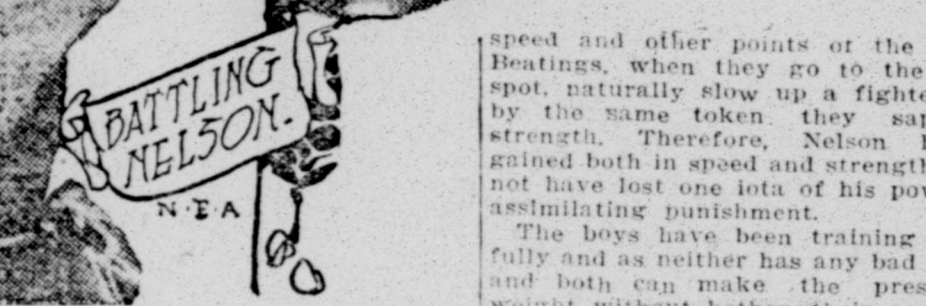 BATTLING
NELSON.
N.E.A
speed and other points of the
Beatings, when they go to the
spot, naturally slow up a fighte
by the same token they sap
strength. Therefore, Nelson
gained both in speed and strength
not have lost one iota of his pow
assimilating punishment.
The boys have been training
fully and as neither has any bad
and both can make the pres
weight without